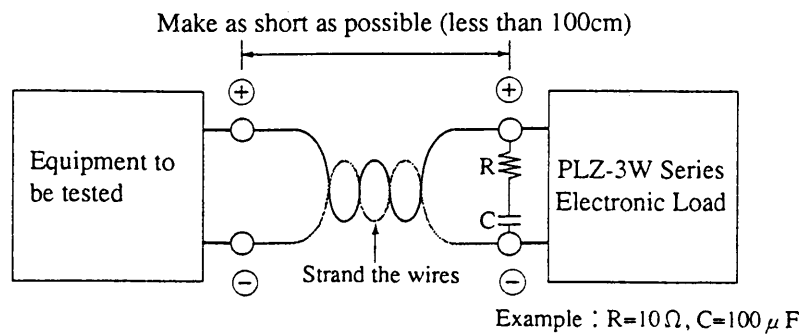 Make as short as possible (less than 100cm)
+ +
Equipment to
be tested
R
PLZ-3W Series
Electronic Load
C
Strand the wires
− −
Example : R=10Ω, C=100μF